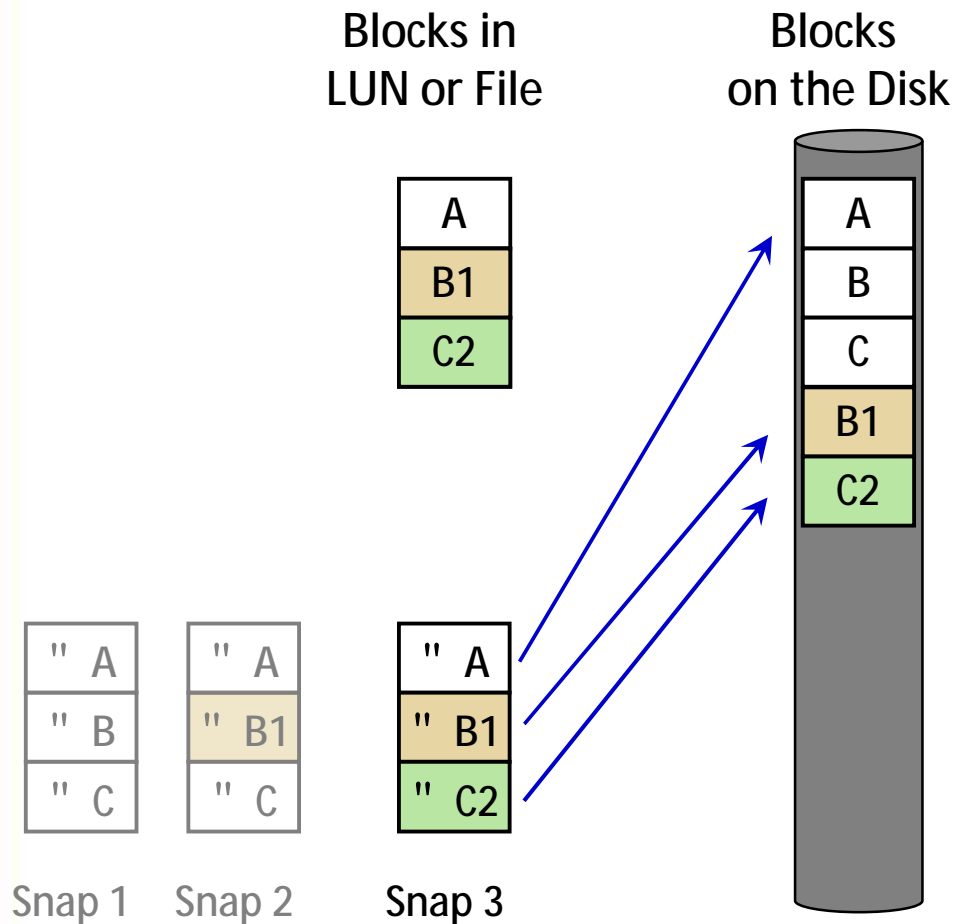 Blocks in
LUN or File
Blocks
on the Disk
A
B1
C2
A
B
C
B1
C2
" A
" B
" C
" A
" B1
" C
" A
" B1
" C2
Snap 1
Snap 2
Snap 3